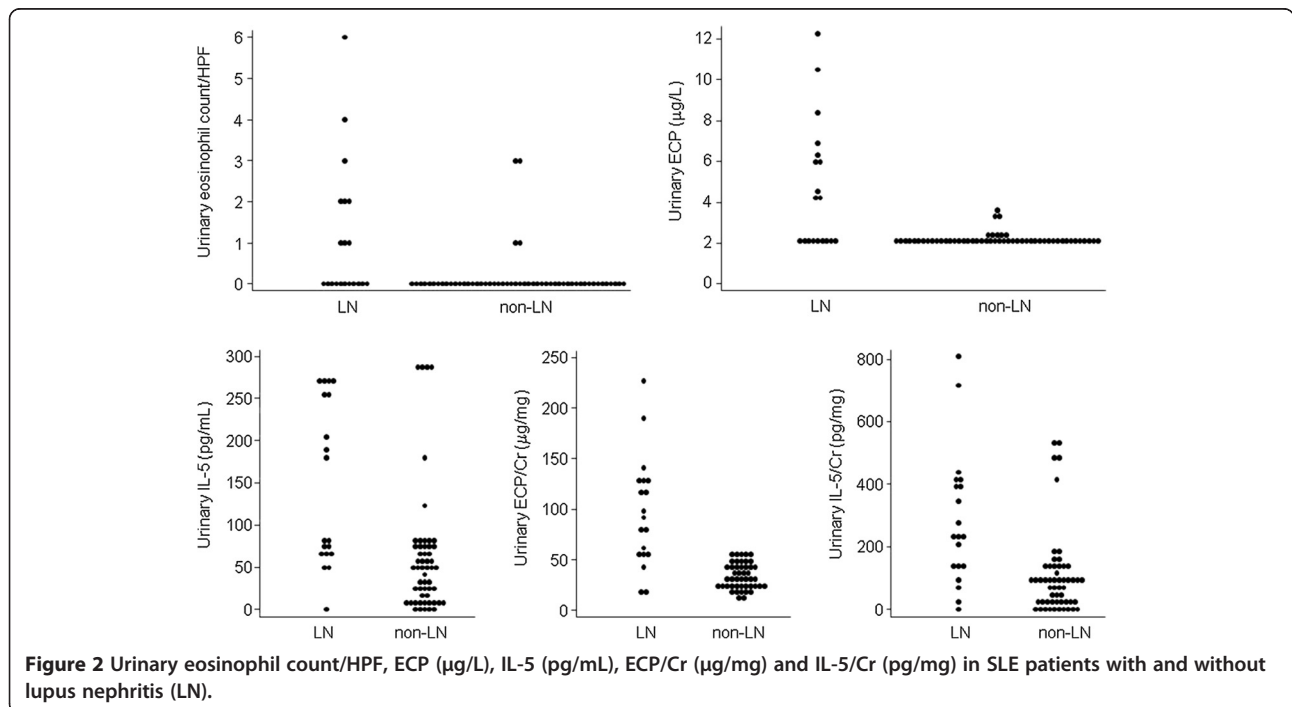 Urinary eosinophil count/HPF
6
5
4
3
2
1
0
LN
non-LN
Urinary ECP (µg/L)
12
10
8
6
4
2
0
LN
non-LN
Urinary IL-5 (pg/mL)
300
250
200
150
100
50
0
LN
non-LN
Urinary ECP/Cr (µg/mg)
250
200
150
100
50
0
LN
non-LN
Urinary IL-5/Cr (pg/mg)
800
600
400
200
0
LN
non-LN
Figure 2 Urinary eosinophil count/HPF, ECP (µg/L), IL-5 (pg/mL), ECP/Cr (µg/mg) and IL-5/Cr (pg/mg) in SLE patients with and without
lupus nephritis (LN).